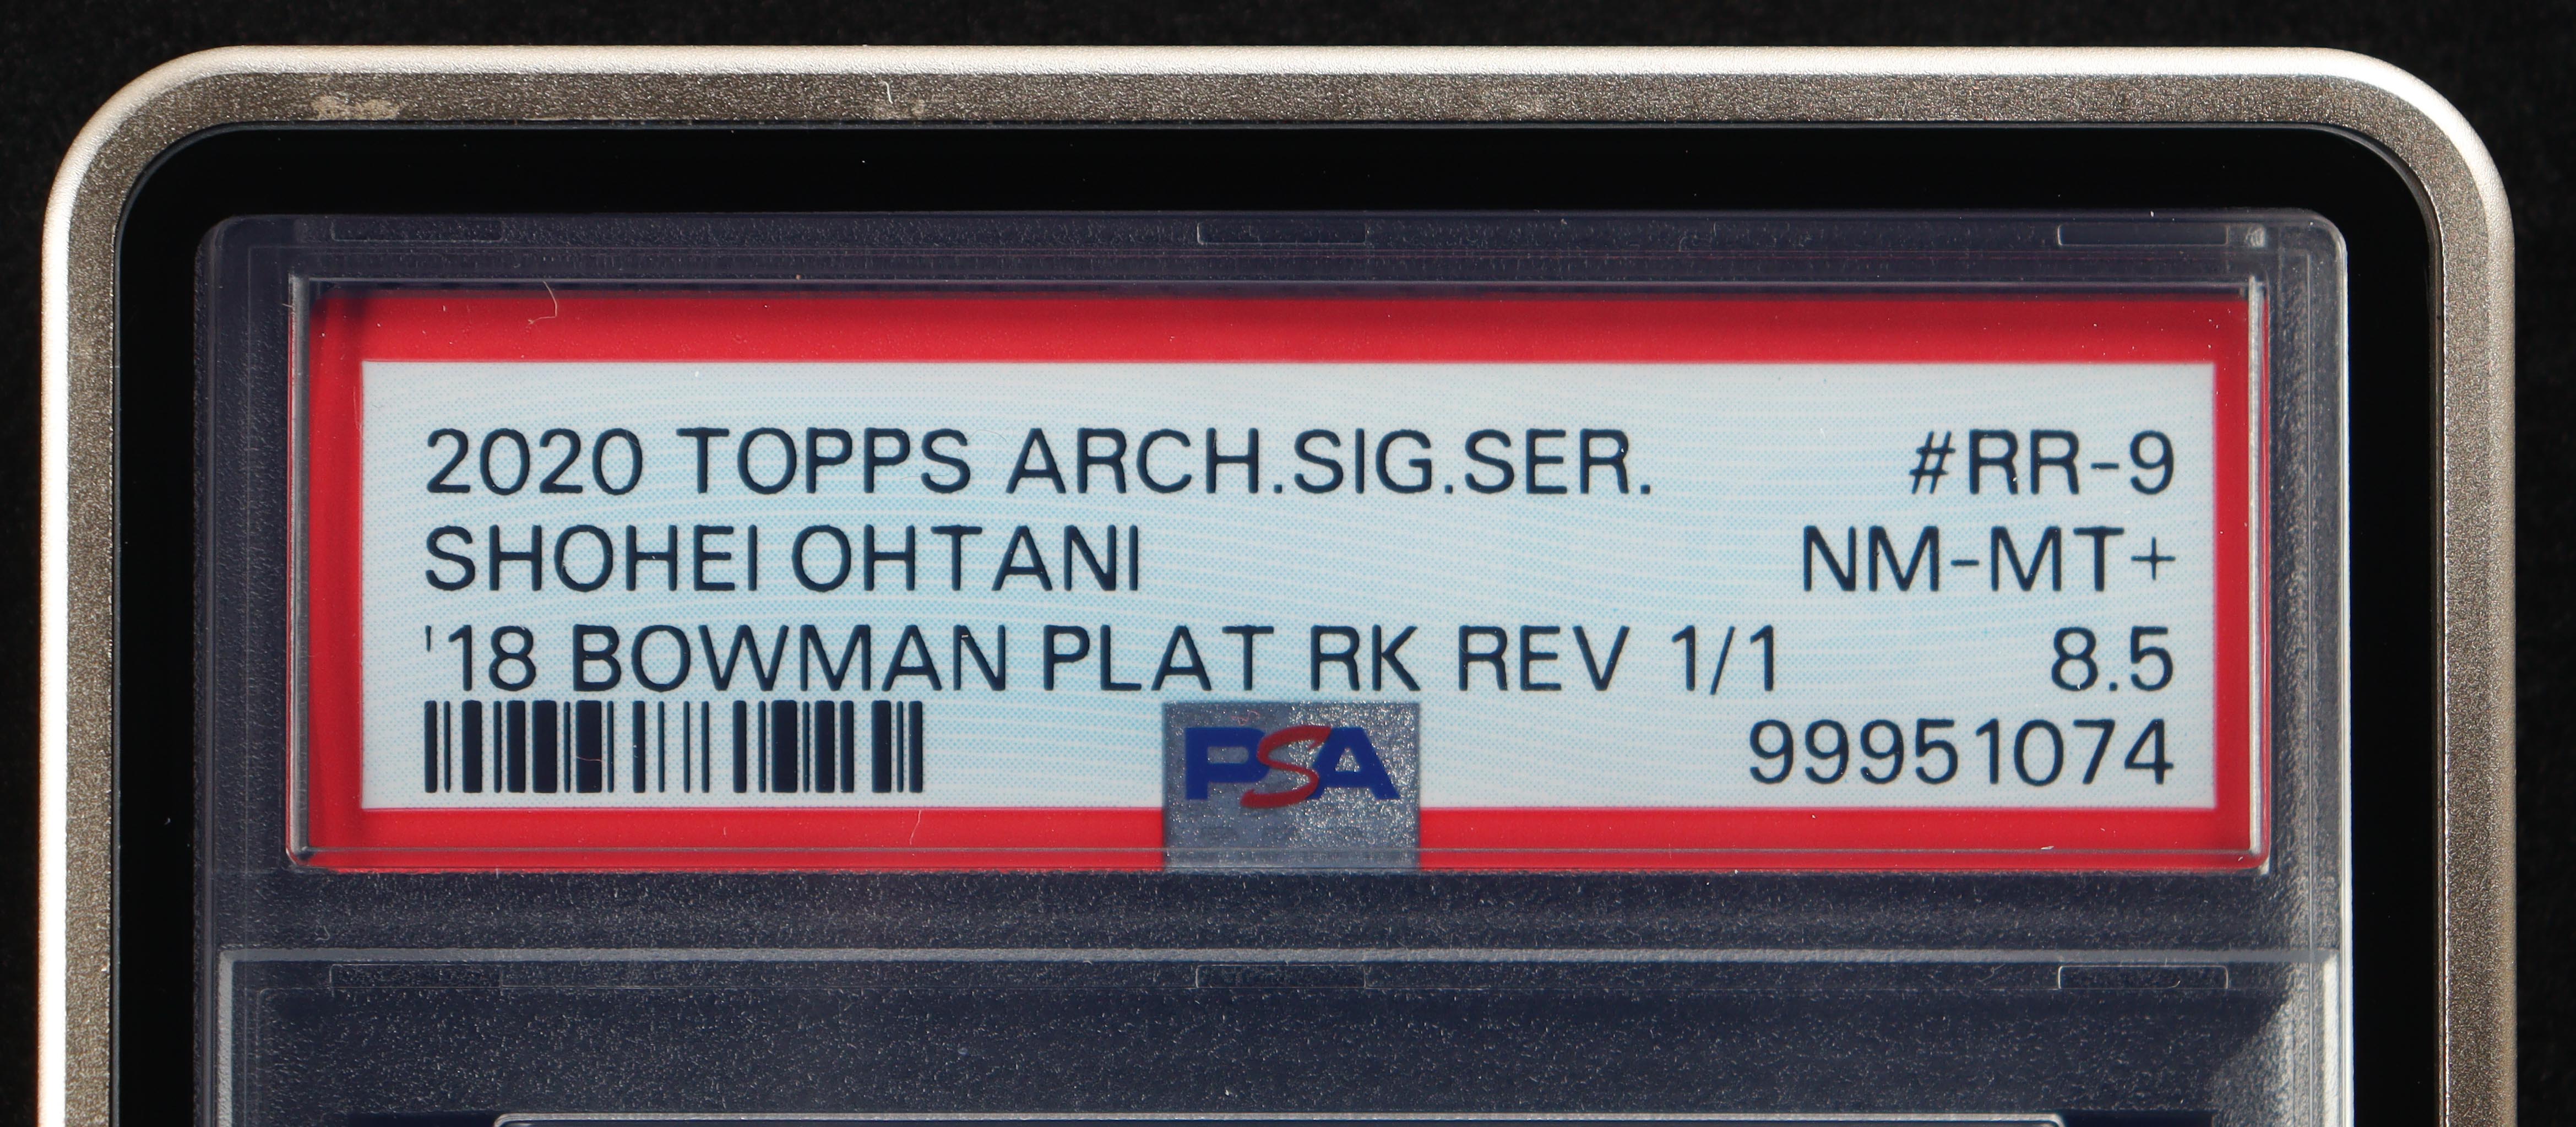 2020 TOPPS ARCH.SIG.SER. #RR-9
SHOHEI OHTANI NM-MT+
'18 BOWMAN PLAT RK REV 1/1 8.5
PSA 99951074